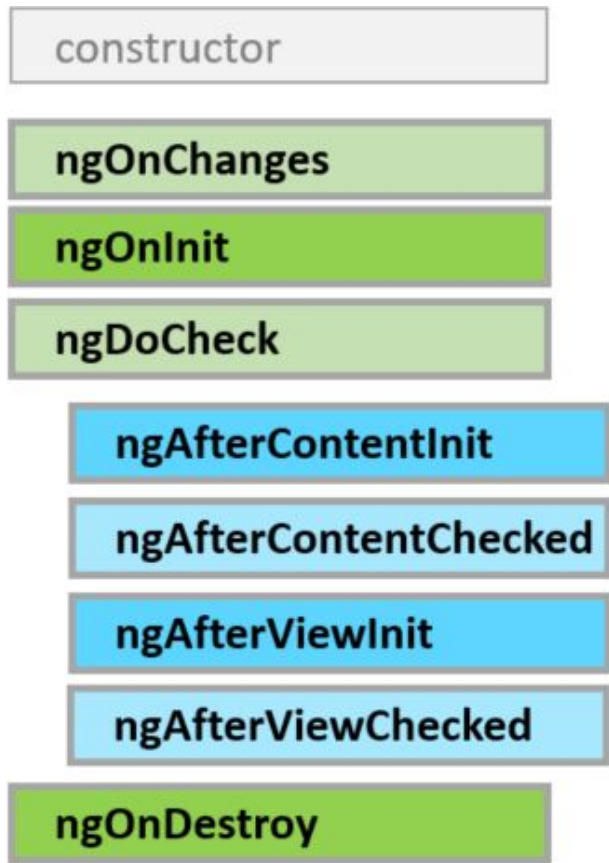 constructor
ngOnChanges
ngOnInit
ngDoCheck
ngAfterContentInit
ngAfterContentChecked
ngAfterViewInit
ngAfterViewChecked
ngOnDestroy